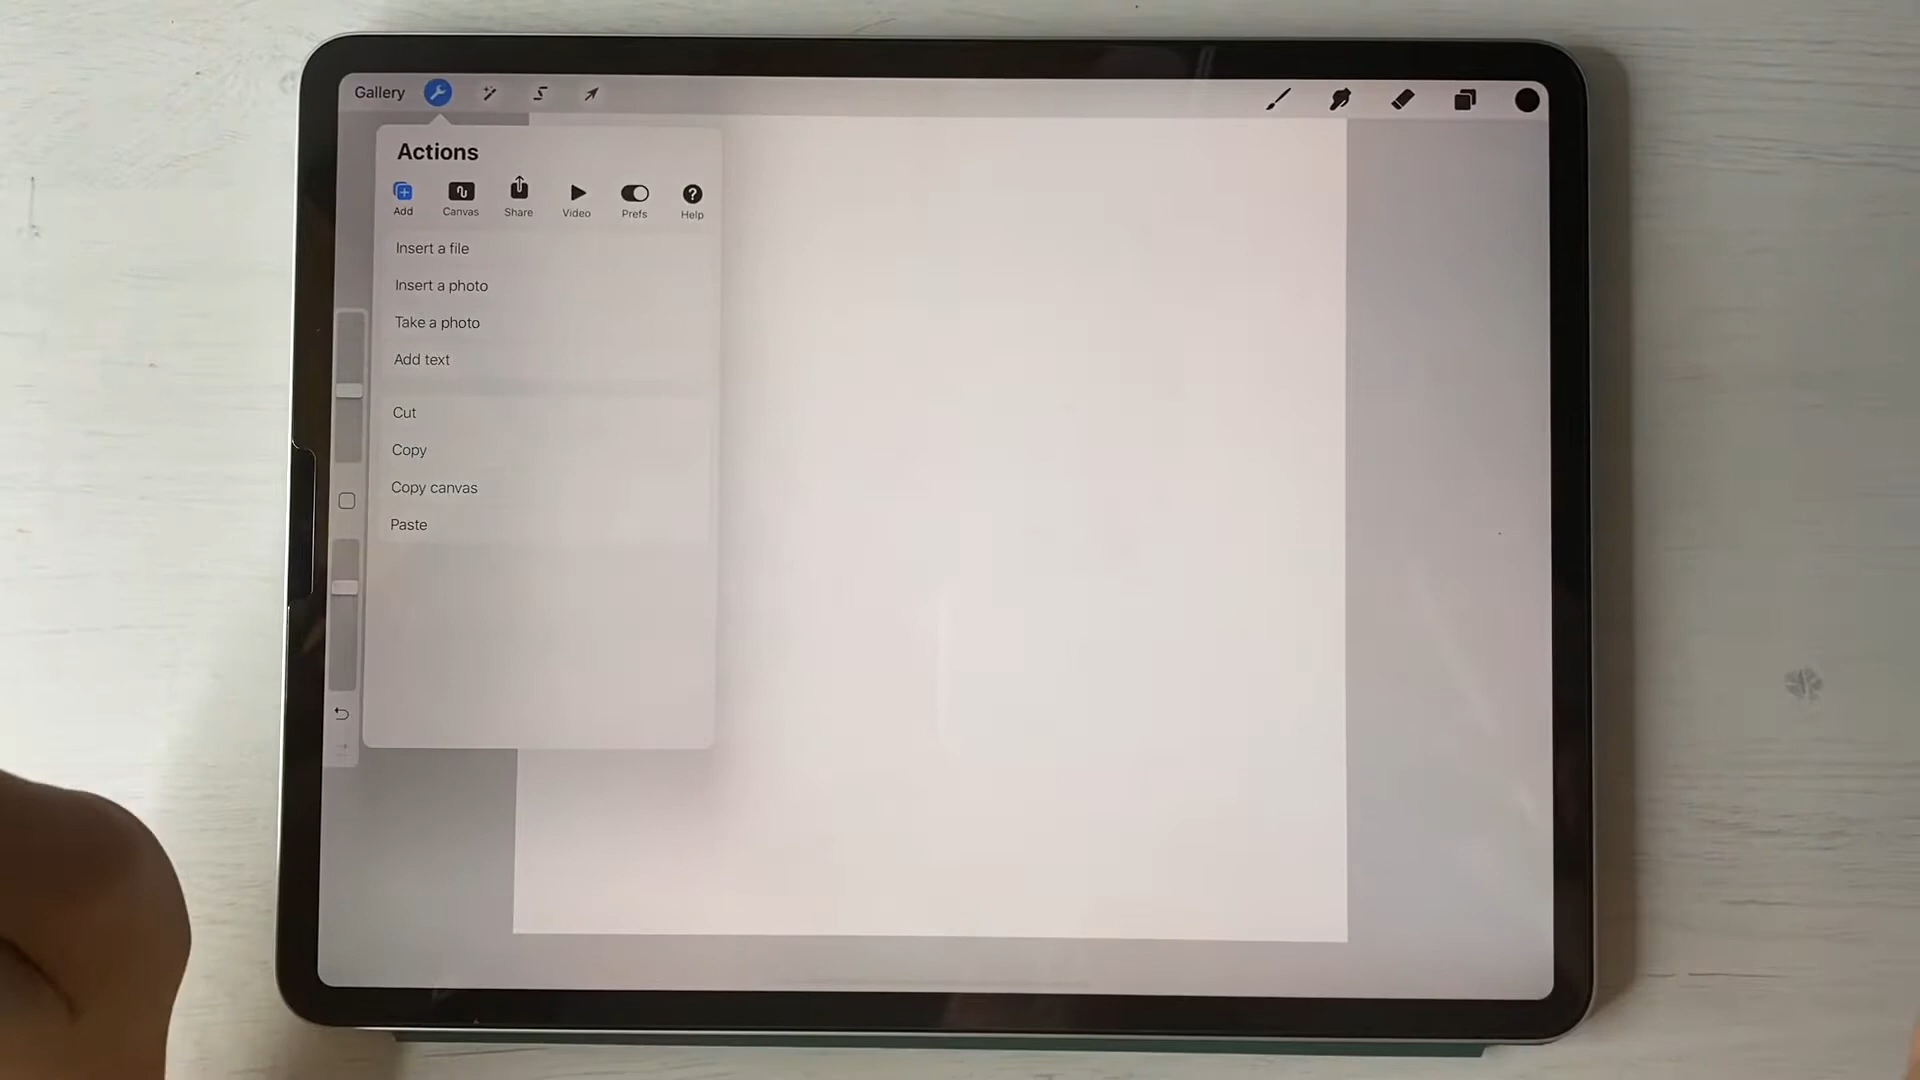 Gallery
Actions
Add Canvas Share Video Prefs Help
Insert a file
Insert a photo
Take a photo
Add text
Cut
Copy
Copy canvas
Paste